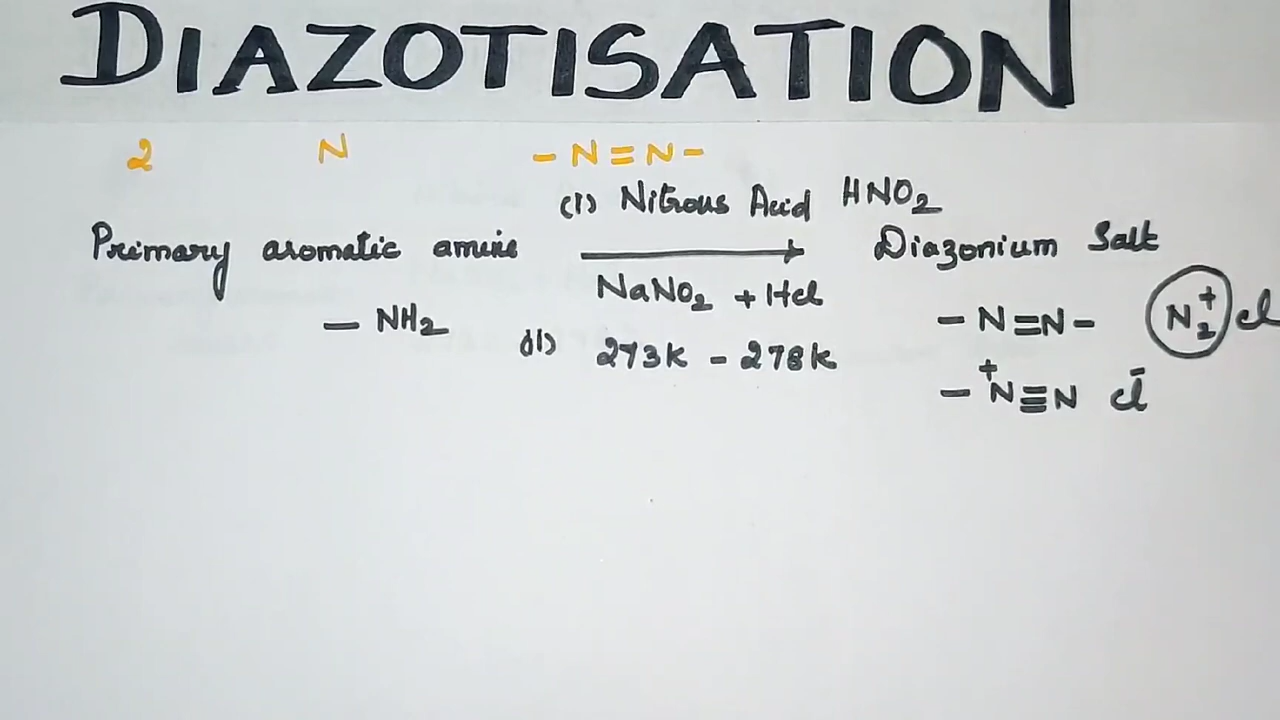 DIAZOTISATION
2 N -N=N-
(i) Nitrous Acid HNO2
Primary aromatic amine → Diazonium Salt
NaNO2 + Hcl
- NH2
(ii) 273K - 278K
-N=N- N2+ cl
-N+≡N cl-